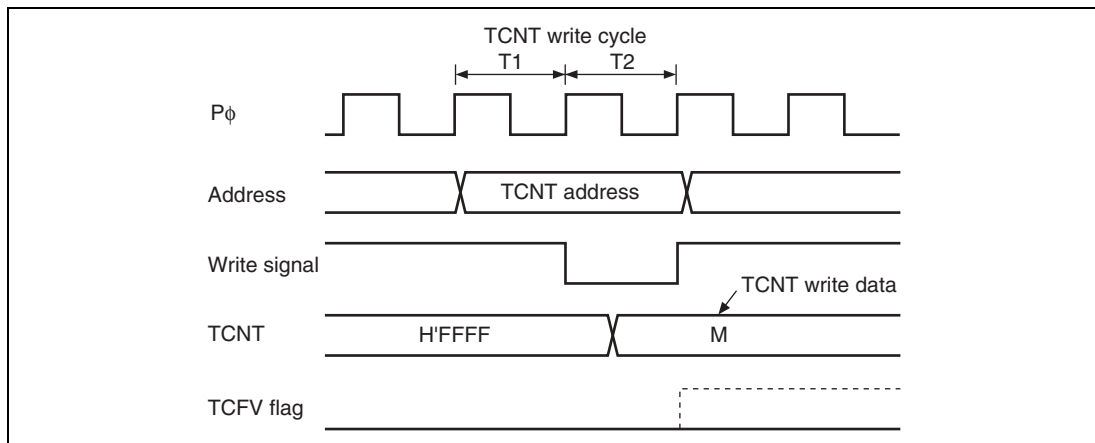 TCNT write cycle
T1 T2
Pϕ
Address TCNT address
Write signal
TCNT write data
TCNT H'FFFF M
TCFV flag